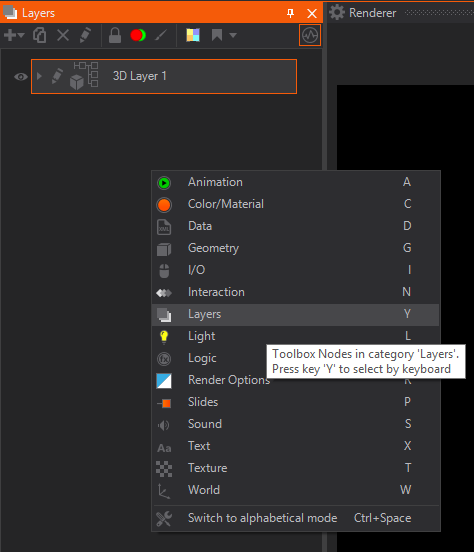 Layers
Renderer
3D Layer 1
Animation A
Color/Material C
Data D
Geometry G
I/O I
Interaction N
Layers Y
Light L
Toolbox Nodes in category 'Layers'.
Press key 'Y' to select by keyboard
Logic
Render Options R
Slides P
Sound S
Aa Text X
Texture T
World W
Switch to alphabetical mode Ctrl+Space